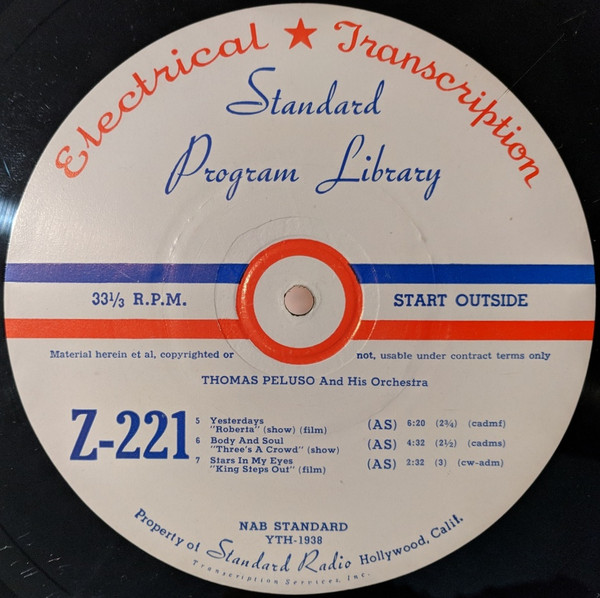 Electrical ★ Transcription
Standard
Program Library
33⅓ R.P.M. START OUTSIDE
Material herein et al, copyrighted or not, usable under contract terms only
THOMAS PELUSO And His Orchestra
Z-221
5 Yesterdays (AS) 6:20 (2¾) (cadmf)
"Roberta" (show) (film)
6 Body And Soul (AS) 4:32 (2½) (cadms)
"Three's A Crowd" (show)
7 Stars In My Eyes (AS) 2:32 (3) (cw-adm)
"King Steps Out" (film)
NAB STANDARD
YTH-1938
Property of Standard Radio Hollywood, Calif.
Transcription Services, Inc.